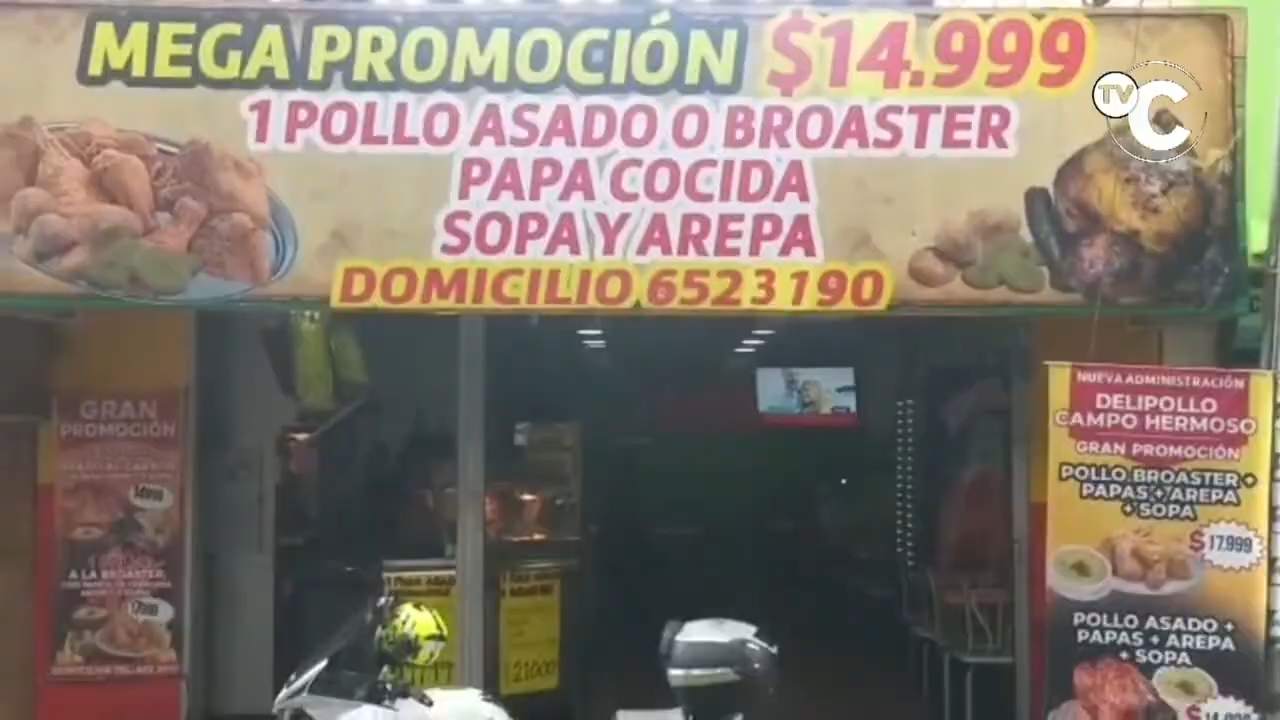 MEGA PROMOCIÓN $14.999
1 POLLO ASADO O BROASTER
PAPA COCIDA
SOPA Y AREPA
DOMICILIO 6523190
TVC
GRAN
PROMOCIÓN
A LA BROASTER
NUEVA ADMINISTRACIÓN
DELIPOLLO
CAMPO HERMOSO
GRAN PROMOCIÓN
POLLO BROASTER +
PAPAS + AREPA
+ SOPA
$17.999
POLLO ASADO +
PAPAS + AREPA
+ SOPA
21000